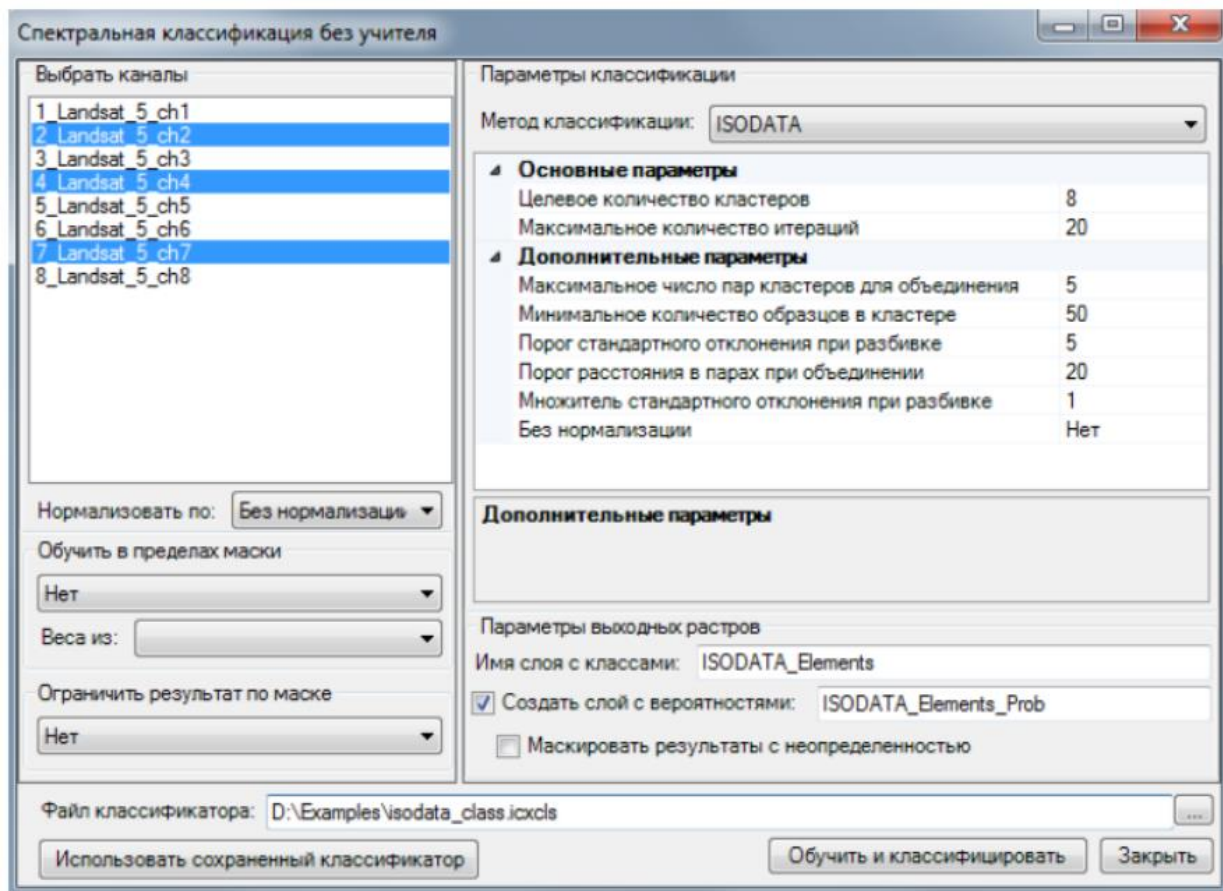 Спектральная классификация без учителя
Выбрать каналы
1_Landsat_5_ch1
2_Landsat_5_ch2
3_Landsat_5_ch3
4_Landsat_5_ch4
5_Landsat_5_ch5
6_Landsat_5_ch6
7_Landsat_5_ch7
8_Landsat_5_ch8
Нормализовать по: Без нормализации
Обучить в пределах маски
Нет
Веса из:
Ограничить результат по маске
Нет
Параметры классификации
Метод классификации: ISODATA
Основные параметры
Целевое количество кластеров 8
Максимальное количество итераций 20
Дополнительные параметры
Максимальное число пар кластеров для объединения 5
Минимальное количество образцов в кластере 50
Порог стандартного отклонения при разбивке 5
Порог расстояния в парах при объединении 20
Множитель стандартного отклонения при разбивке 1
Без нормализации Нет
Дополнительные параметры
Параметры выходных растров
Имя слоя с классами: ISODATA_Elements
Создать слой с вероятностями: ISODATA_Elements_Prob
Маскировать результаты с неопределенностью
Файл классификатора: D:\Examples\isodata_class.icxcls ...
Использовать сохраненный классификатор
Обучить и классифицировать Закрыть